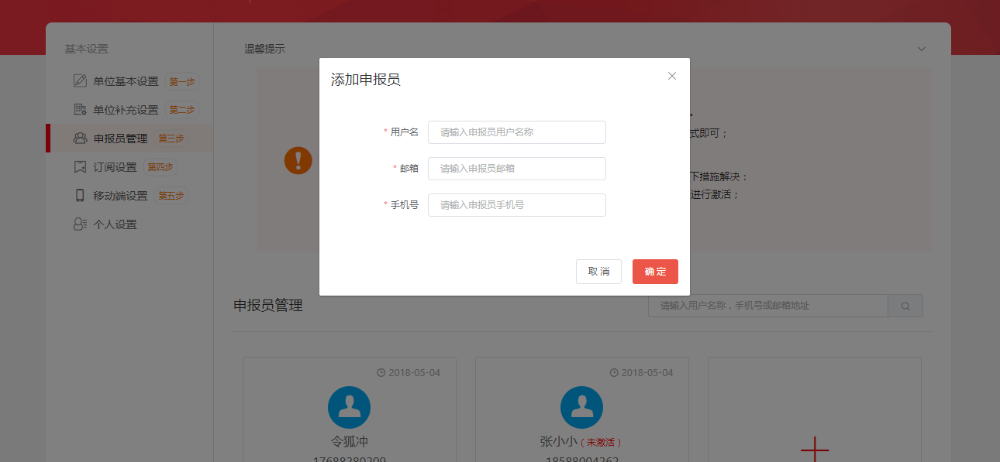 基本设置
单位基本设置 第一步
单位补充设置 第二步
申报员管理 第三步
订阅设置 第四步
移动端设置 第五步
个人设置
温馨提示
。
式即可；
下措施解决：
进行激活；
添加申报员
* 用户名 请输入申报员用户名称
* 邮箱 请输入申报员邮箱
* 手机号 请输入申报员手机号
取消 确定
申报员管理
请输入用户名称，手机号或邮箱地址
2018-05-04
令狐冲
17688280209
2018-05-04
张小小（未激活）
18588004262